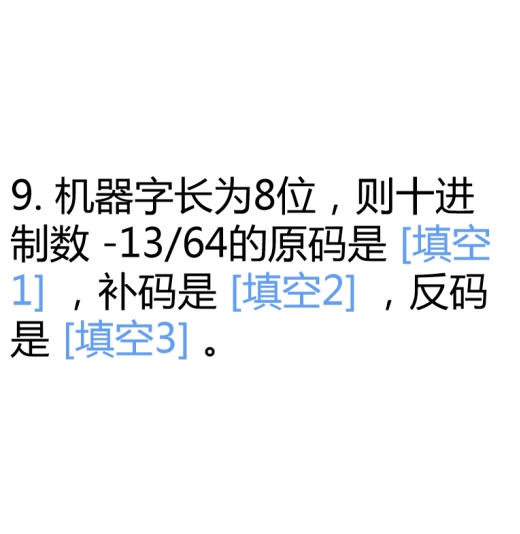 9. 机器字长为8位，则十进
制数 -13/64的原码是 [填空
1] ，补码是 [填空2] ，反码
是 [填空3] 。